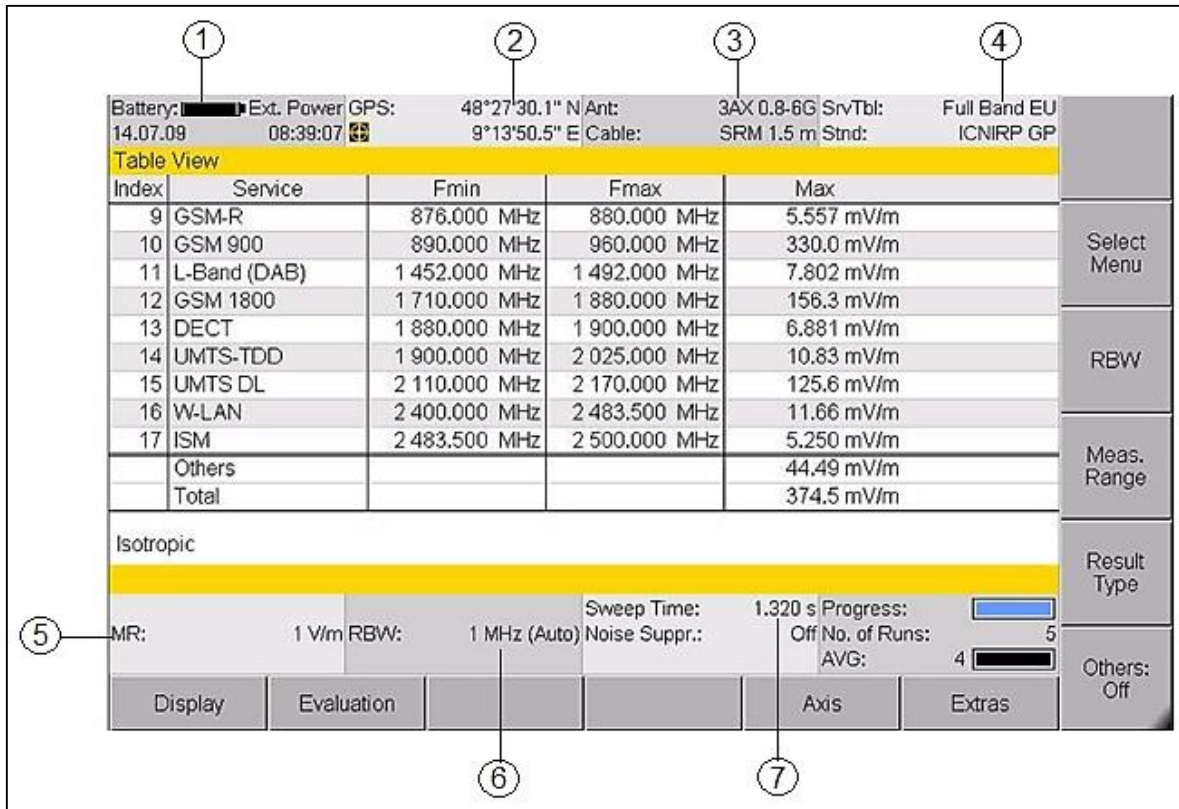 1 2 3 4
Battery: Ext. Power GPS: 48°27'30.1" N Ant: 3AX 0.8-6G SrvTbl: Full Band EU
14.07.09 08:39:07 9°13'50.5" E Cable: SRM 1.5 m Stnd: ICNIRP GP
Table View
Index Service Fmin Fmax Max
9 GSM-R 876.000 MHz 880.000 MHz 5.557 mV/m
10 GSM 900 890.000 MHz 960.000 MHz 330.0 mV/m
11 L-Band (DAB) 1 452.000 MHz 1 492.000 MHz 7.802 mV/m
12 GSM 1800 1 710.000 MHz 1 880.000 MHz 156.3 mV/m
13 DECT 1 880.000 MHz 1 900.000 MHz 6.881 mV/m
14 UMTS-TDD 1 900.000 MHz 2 025.000 MHz 10.83 mV/m
15 UMTS DL 2 110.000 MHz 2 170.000 MHz 125.6 mV/m
16 W-LAN 2 400.000 MHz 2 483.500 MHz 11.66 mV/m
17 ISM 2 483.500 MHz 2 500.000 MHz 5.250 mV/m
Others 44.49 mV/m
Total 374.5 mV/m
Isotropic
Sweep Time: 1.320 s Progress:
5 MR: 1 V/m RBW: 1 MHz (Auto) Noise Suppr.: Off No. of Runs: 5
AVG: 4
Display Evaluation Axis Extras
Select
Menu
RBW
Meas.
Range
Result
Type
Others:
Off
6 7